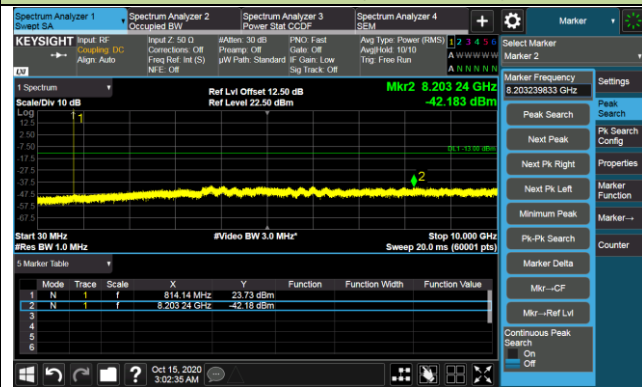 Spectrum Analyzer 1
Swept SA
Spectrum Analyzer 2
Occupied BW
Spectrum Analyzer 3
Power Stat CCDF
Spectrum Analyzer 4
SEM
Marker
KEYSIGHT
Input: RF
Coupling: DC
Align: Auto
Input Z: 50 Ω
Corrections: Off
Freq Ref: Int (S)
NFE: Off
#Atten: 30 dB
Preamp: Off
µW Path: Standard
PNO: Fast
Gate: Off
IF Gain: Low
Sig Track: Off
Avg Type: Power (RMS)
Avg|Hold: 10/10
Trig: Free Run
1 2 3 4 5 6
A W W W W W
A N N N N N
LXI
Select Marker
Marker 2
1 Spectrum
Scale/Div 10 dB
Ref Lvl Offset 12.50 dB
Ref Level 22.50 dBm
Mkr2 8.203 24 GHz
-42.183 dBm
Log
12.5
2.50
-7.50
-17.5
-27.5
-37.5
-47.5
-57.5
-67.5
1
DL1 -13.00 dBm
2
Start 30 MHz
#Res BW 1.0 MHz
#Video BW 3.0 MHz*
Stop 10.000 GHz
Sweep 20.0 ms (60001 pts)
5 Marker Table
Mode Trace Scale X Y Function Function Width Function Value
1 N 1 f 814.14 MHz 23.73 dBm
2 N 1 f 8.203 24 GHz -42.18 dBm
3
4
5
6
Marker Frequency
8.203239833 GHz
Peak Search
Next Peak
Next Pk Right
Next Pk Left
Minimum Peak
Pk-Pk Search
Marker Delta
Mkr→CF
Mkr→Ref Lvl
Continuous Peak
Search
On
Off
Settings
Peak
Search
Pk Search
Config
Properties
Marker
Function
Marker→
Counter
Oct 15, 2020
3:02:35 AM